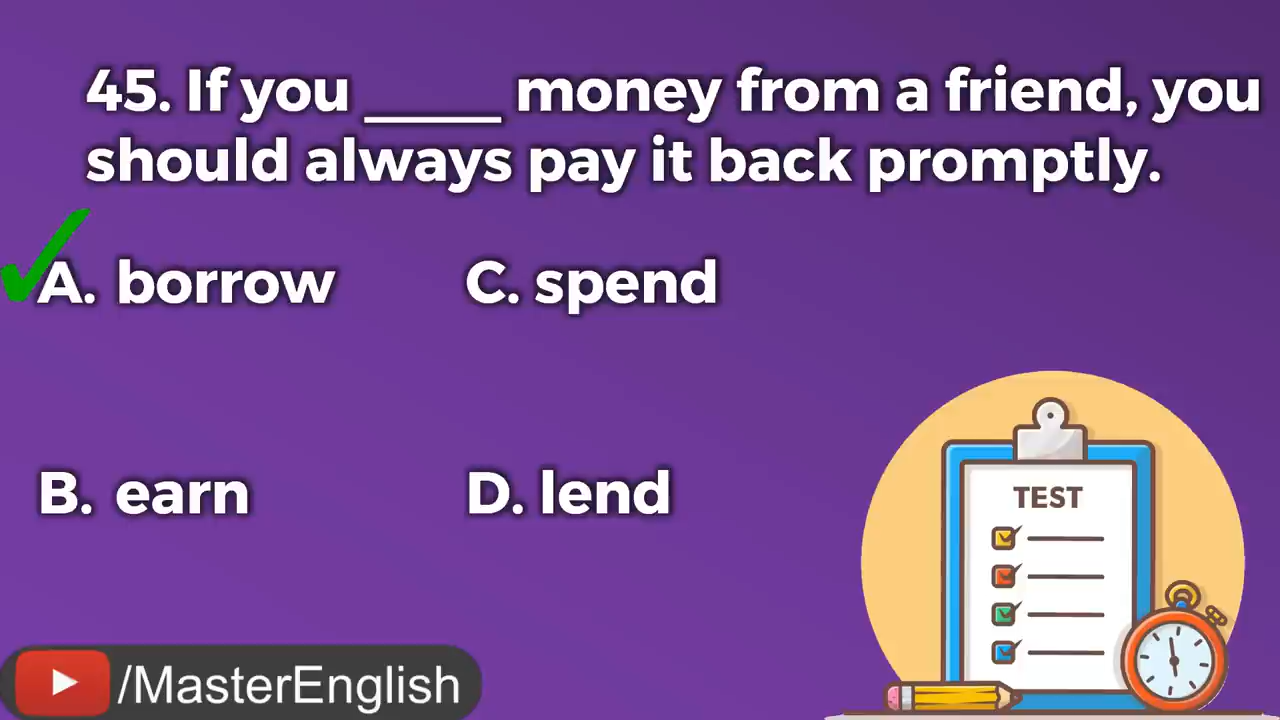 45. If you _____ money from a friend, you
should always pay it back promptly.
A. borrow
C. spend
B. earn
D. lend
TEST
/MasterEnglish